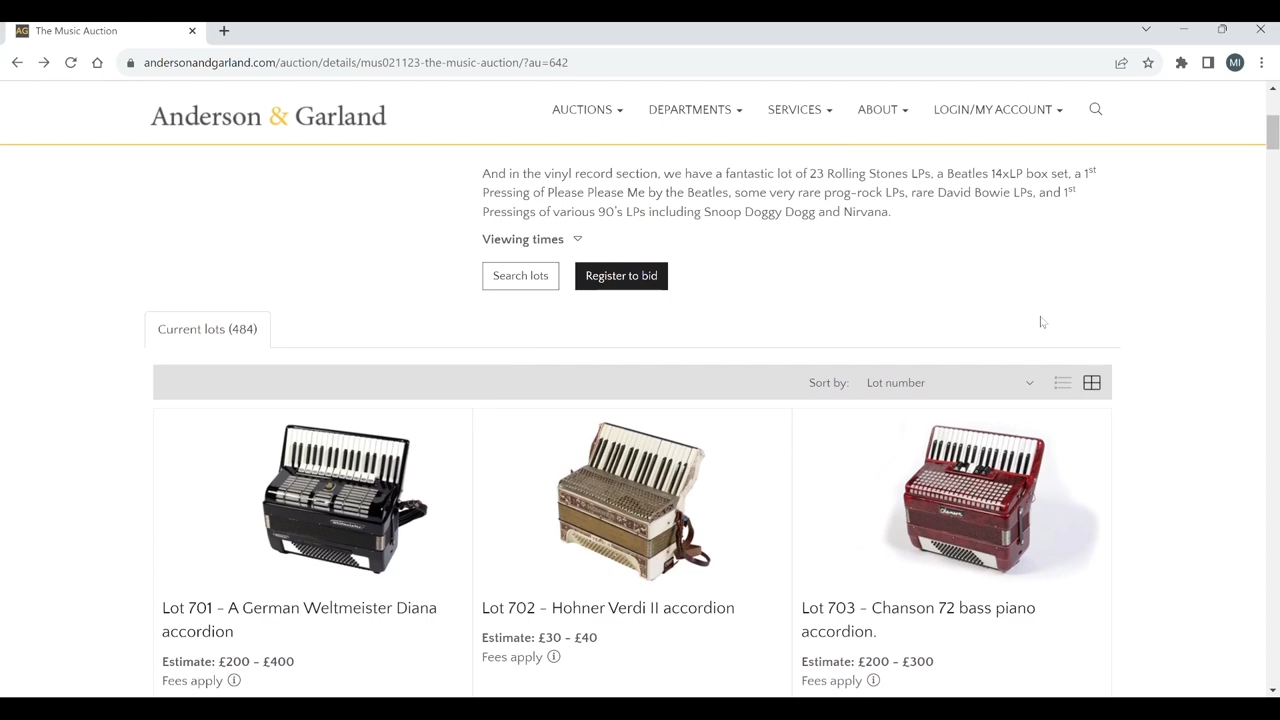 AG The Music Auction
andersonandgarland.com/auction/details/mus021123-the-music-auction/?au=642
MI
Anderson & Garland
AUCTIONS DEPARTMENTS SERVICES ABOUT LOGIN/MY ACCOUNT
And in the vinyl record section, we have a fantastic lot of 23 Rolling Stones LPs, a Beatles 14xLP box set, a 1st
Pressing of Please Please Me by the Beatles, some very rare prog-rock LPs, rare David Bowie LPs, and 1st
Pressings of various 90's LPs including Snoop Doggy Dogg and Nirvana.
Viewing times
Search lots Register to bid
Current lots (484)
Sort by: Lot number
Chanson
Lot 701 - A German Weltmeister Diana
accordion
Estimate: £200 - £400
Fees apply
Lot 702 - Hohner Verdi II accordion
Estimate: £30 - £40
Fees apply
Lot 703 - Chanson 72 bass piano
accordion.
Estimate: £200 - £300
Fees apply